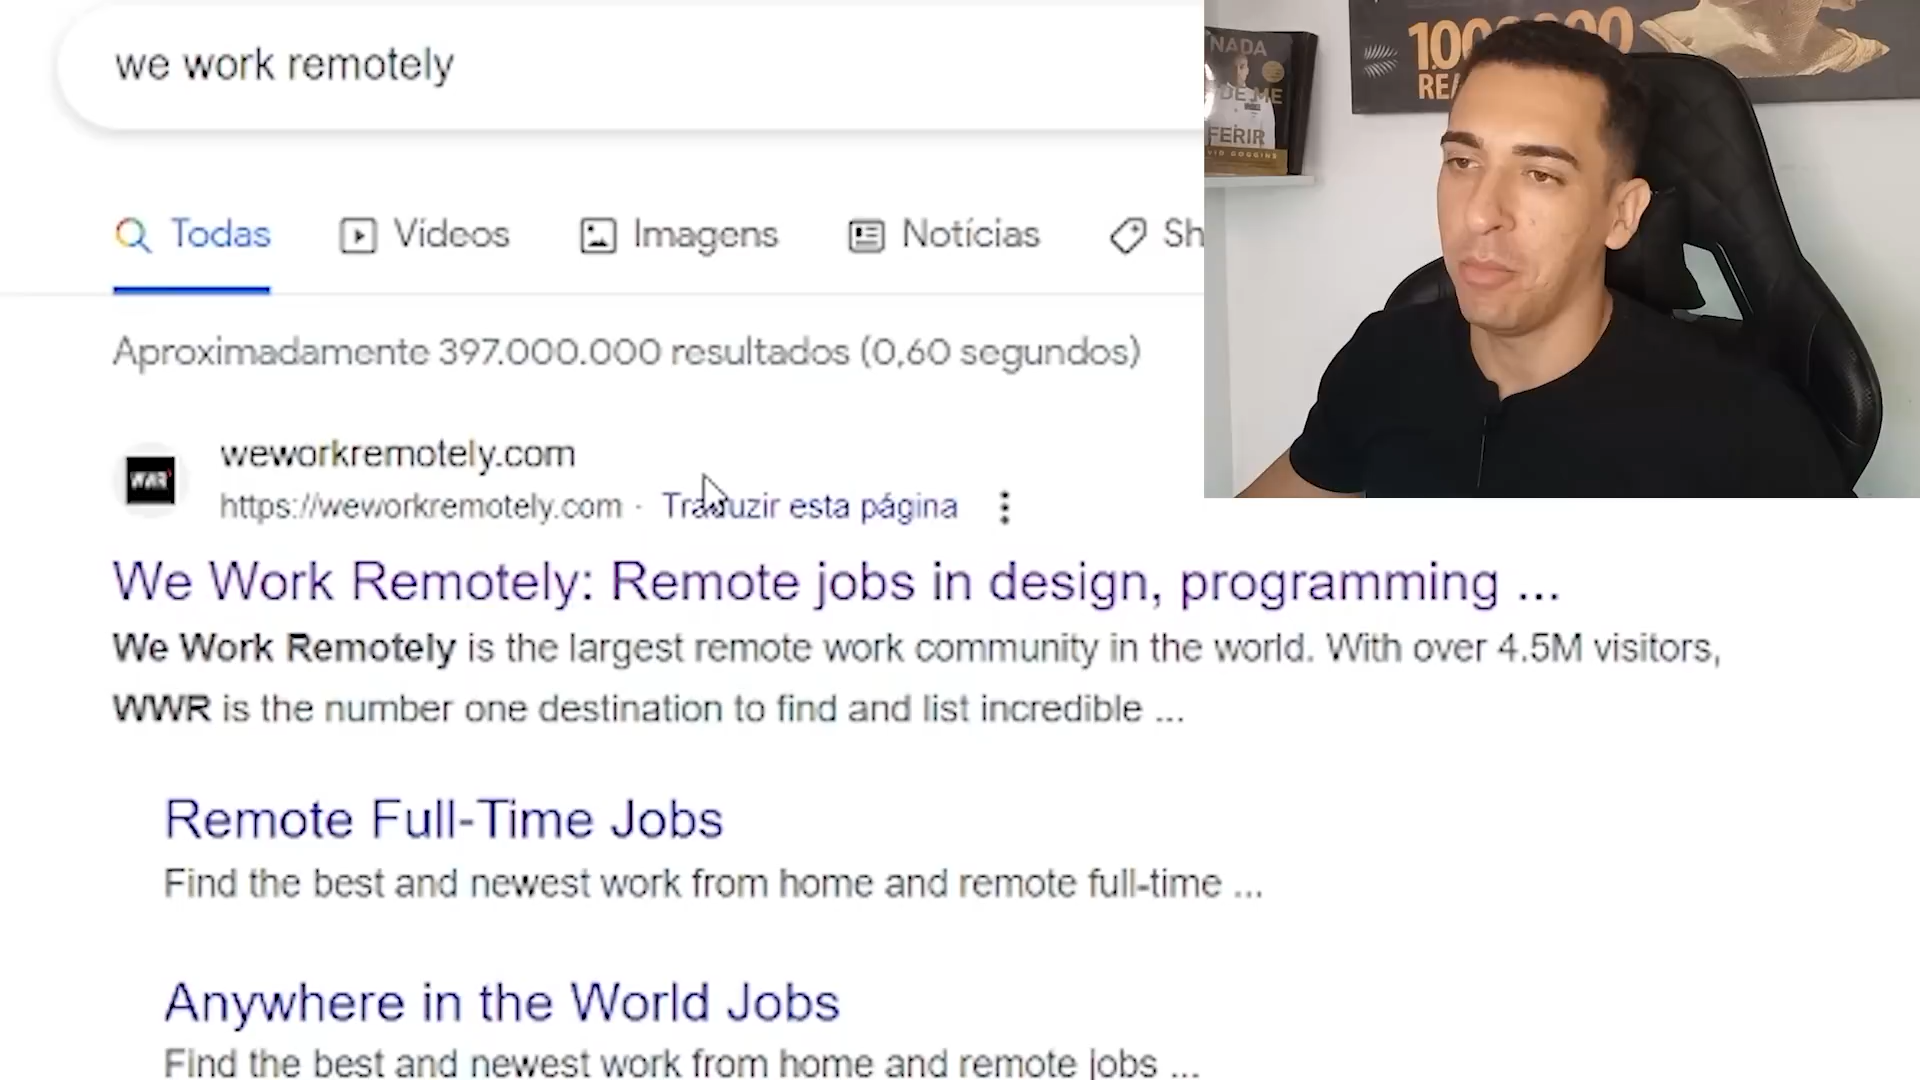 we work remotely
Todas
Vídeos
Imagens
Notícias
Sh
Aproximadamente 397.000.000 resultados (0,60 segundos)
WWR
weworkremotely.com
https://weworkremotely.com · Traduzir esta página
We Work Remotely: Remote jobs in design, programming ...
We Work Remotely is the largest remote work community in the world. With over 4.5M visitors,
WWR is the number one destination to find and list incredible ...
Remote Full-Time Jobs
Find the best and newest work from home and remote full-time ...
Anywhere in the World Jobs
Find the best and newest work from home and remote jobs ...
NADA
DE ME
FERIR
DAVID GOGGINS